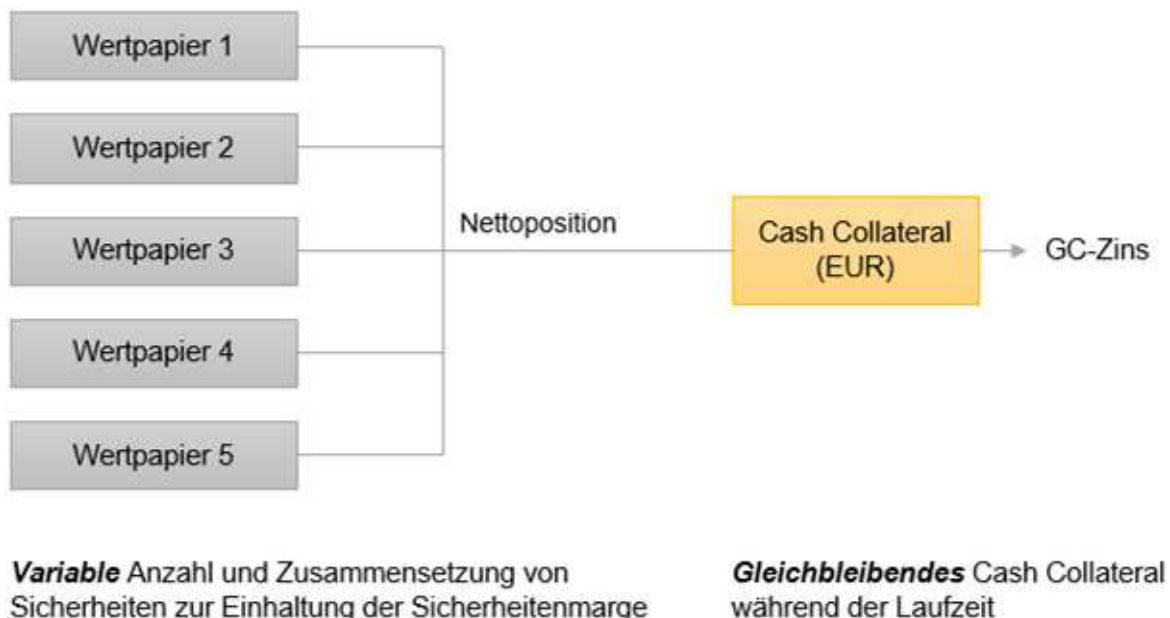 Wertpapier 1
Wertpapier 2
Wertpapier 3
Wertpapier 4
Wertpapier 5
Nettoposition
Cash Collateral
(EUR)
GC-Zins
Variable Anzahl und Zusammensetzung von
Sicherheiten zur Einhaltung der Sicherheitenmarge
Gleichbleibendes Cash Collateral
während der Laufzeit